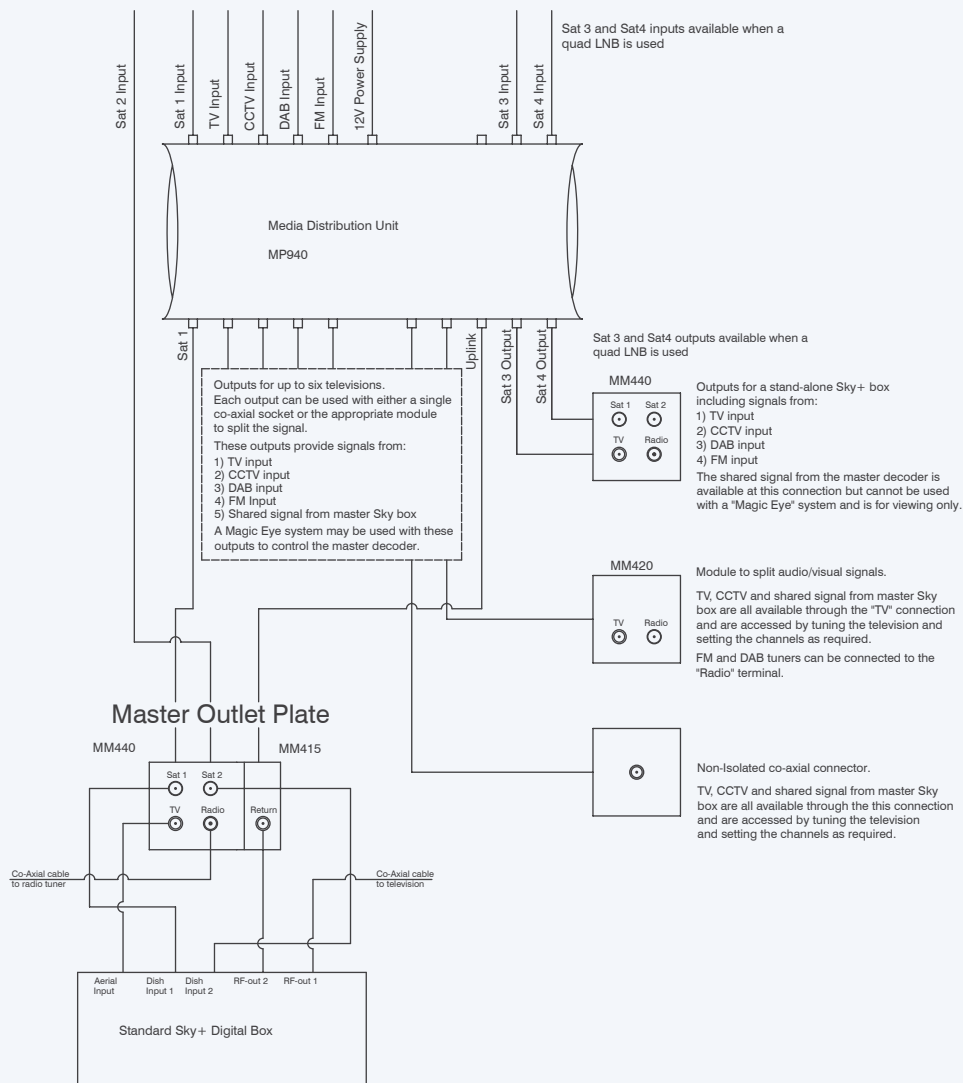 Sat 3 and Sat4 inputs available when a
quad LNB is used
Sat 2 Input
Sat 1 Input
TV Input
CCTV Input
DAB Input
FM Input
12V Power Supply
Sat 3 Input
Sat 4 Input
Media Distribution Unit
MP940
Sat 1
Uplink
Sat 3 Output
Sat 4 Output
Sat 3 and Sat4 outputs available when a
quad LNB is used
Outputs for up to six televisions.
Each output can be used with either a single
co-axial socket or the appropriate module
to split the signal.
These outputs provide signals from:
1) TV input
2) CCTV input
3) DAB input
4) FM Input
5) Shared signal from master Sky box
A Magic Eye system may be used with these
outputs to control the master decoder.
MM440
Sat 1
Sat 2
TV
Radio
Outputs for a stand-alone Sky+ box
including signals from:
1) TV input
2) CCTV input
3) DAB input
4) FM input
The shared signal from the master decoder is
available at this connection but cannot be used
with a "Magic Eye" system and is for viewing only.
MM420
TV
Radio
Module to split audio/visual signals.
TV, CCTV and shared signal from master Sky
box are all available through the "TV" connection
and are accessed by tuning the television and
setting the channels as required.
FM and DAB tuners can be connected to the
"Radio" terminal.
Non-Isolated co-axial connector.
TV, CCTV and shared signal from master Sky
box are all available through the this connection
and are accessed by tuning the television
and setting the channels as required.
Master Outlet Plate
MM440
MM415
Sat 1
Sat 2
TV
Radio
Return
Co-Axial cable
to radio tuner
Co-Axial cable
to television
Aerial
Input
Dish
Input 1
Dish
Input 2
RF-out 2
RF-out 1
Standard Sky+ Digital Box